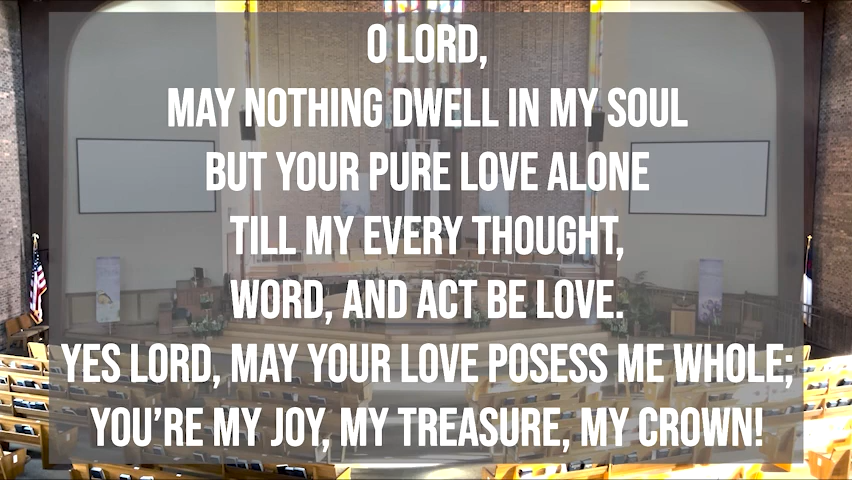 O LORD,
MAY NOTHING DWELL IN MY SOUL
BUT YOUR PURE LOVE ALONE
TILL MY EVERY THOUGHT,
WORD, AND ACT BE LOVE.
YES LORD, MAY YOUR LOVE POSESS ME WHOLE;
YOU'RE MY JOY, MY TREASURE, MY CROWN!